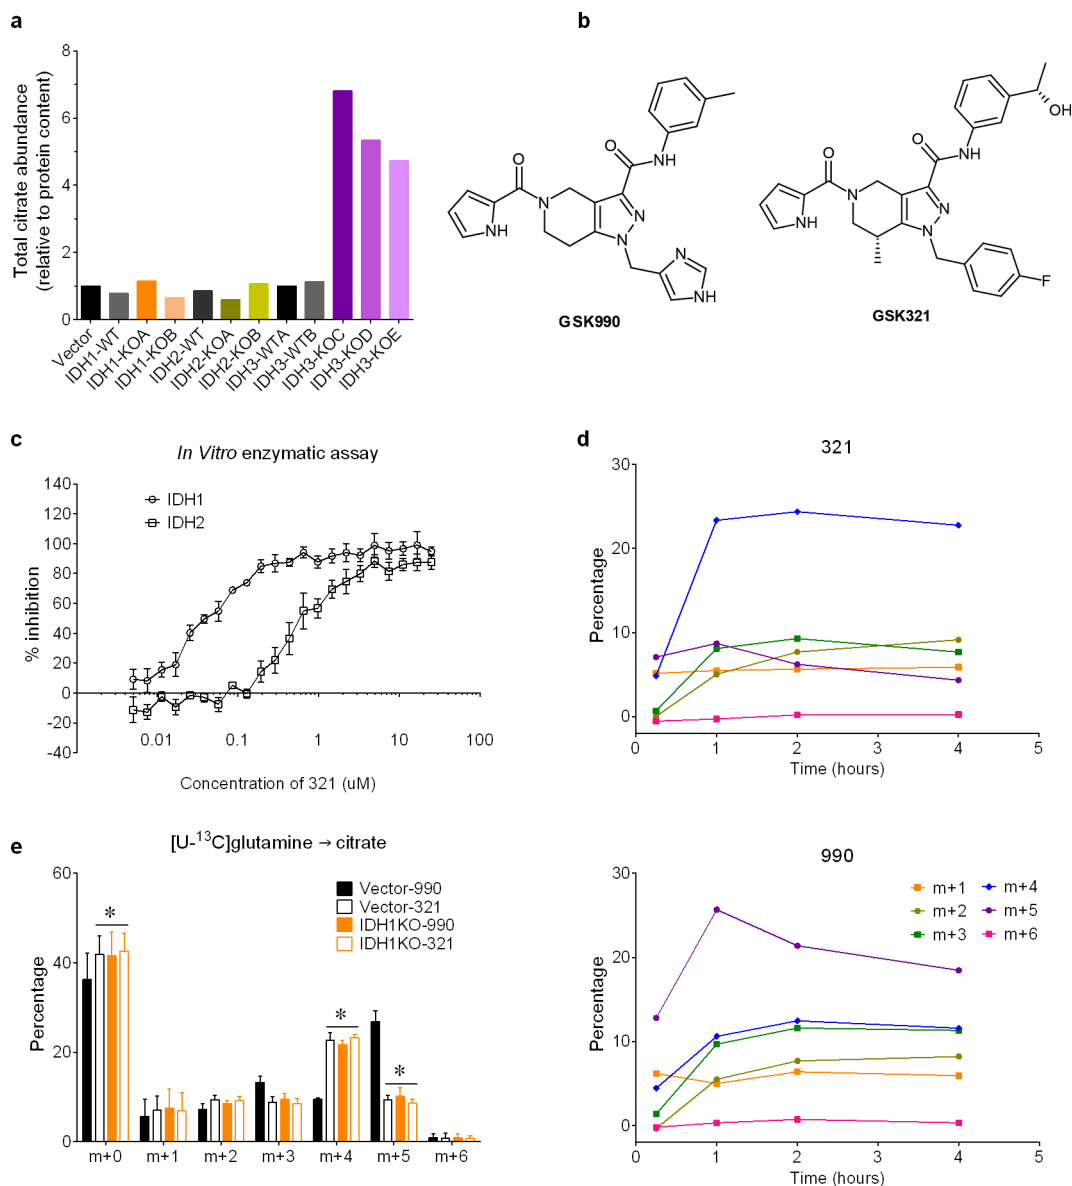 a
Total citrate abundance
(relative to protein content)
8
6
4
2
0
Vector
IDH1-WT
IDH1-KOA
IDH1-KOB
IDH2-WT
IDH2-KOA
IDH2-KOB
IDH3-WTA
IDH3-WTB
IDH3-KOC
IDH3-KOD
IDH3-KOE
b
O
NH
N
O
NH
N
N
N
NH
GSK990
O
NH
N
O
NH
OH
N
N
F
GSK321
c
In Vitro enzymatic assay
% inhibition
140
120
100
80
60
40
20
0
-20
-40
IDH1
IDH2
0.01 0.1 1 10 100
Concentration of 321 (uM)
d
321
Percentage
30
20
10
0
0 1 2 3 4 5
Time (hours)
e
[U-13C]glutamine → citrate
Percentage
60
40
20
0
Vector-990
Vector-321
IDH1KO-990
IDH1KO-321
*
*
*
m+0 m+1 m+2 m+3 m+4 m+5 m+6
990
Percentage
30
20
10
0
m+1 m+4
m+2 m+5
m+3 m+6
0 1 2 3 4 5
Time (hours)